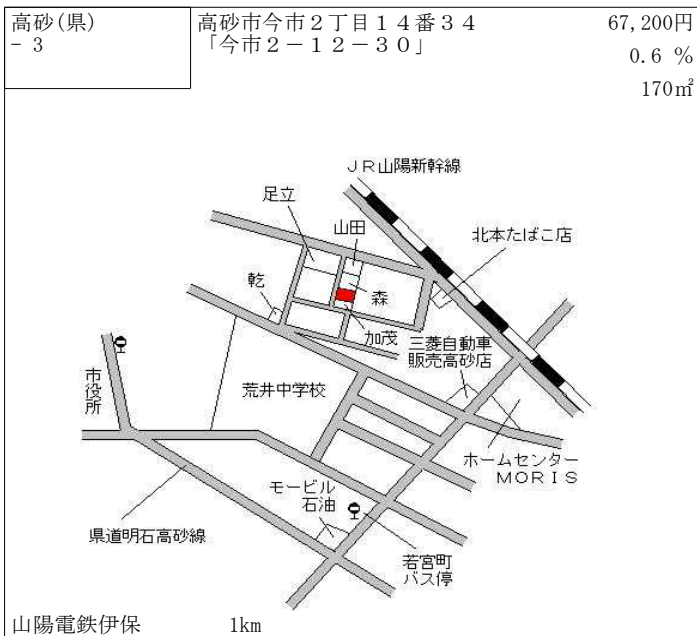 高砂(県)
- 3
高砂市今市２丁目１４番３４
「今市２－１２－３０」
67,200円
0.6 %
170㎡
ＪＲ山陽新幹線
足立
山田
北本たばこ店
乾
森
加茂
三菱自動車
販売高砂店
市役所
荒井中学校
ホームセンター
ＭＯＲＩＳ
モービル
石油
県道明石高砂線
若宮町
バス停
山陽電鉄伊保 1km